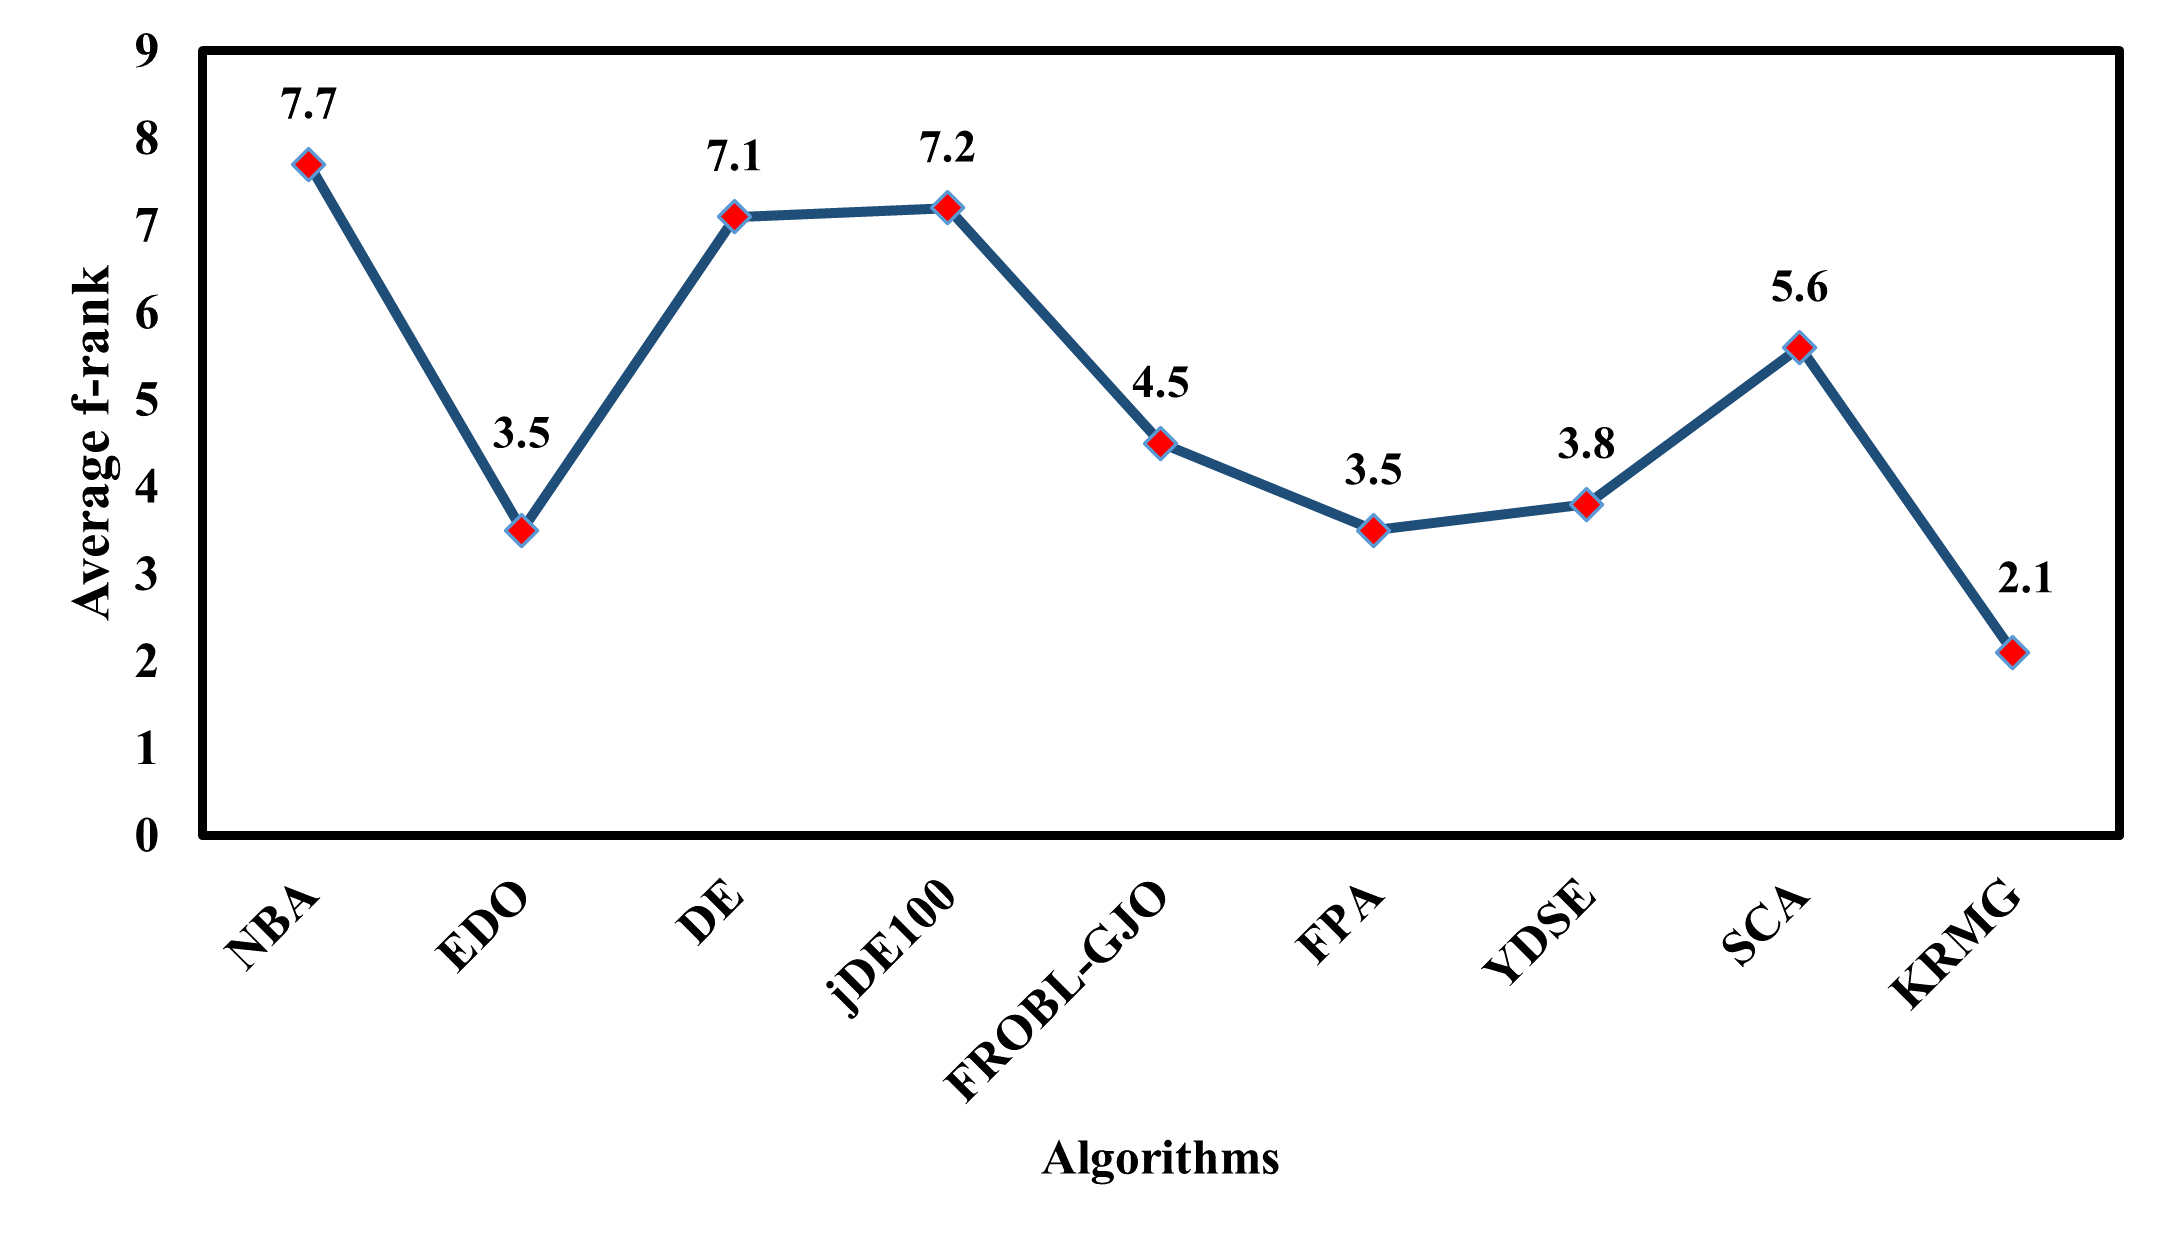 9
8
7
6
5
4
3
2
1
0
Average f-rank
7.7
3.5
7.1
7.2
4.5
3.5
3.8
5.6
2.1
NBA
EDO
DE
jDE100
FROBL-GJO
FPA
YDSE
SCA
KRMG
Algorithms